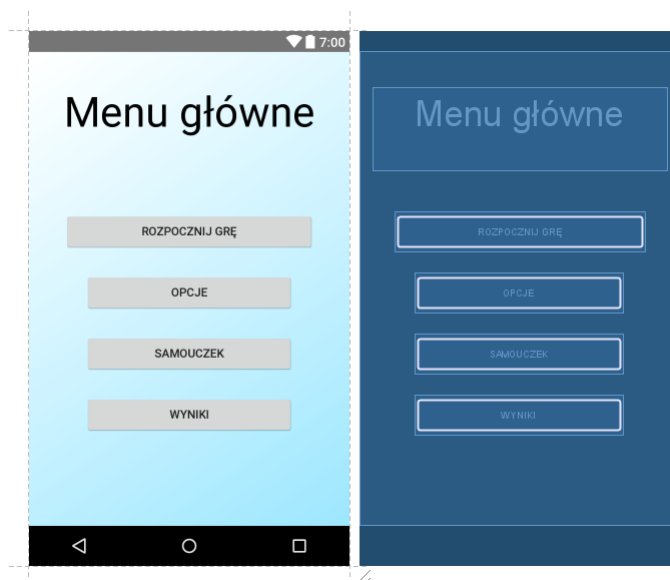 7:00
Menu główne
ROZPOCZNIJ GRĘ
OPCJE
SAMOUCZEK
WYNIKI
Menu główne
ROZPOCZNIJ GRĘ
OPCJE
SAMOUCZEK
WYNIKI